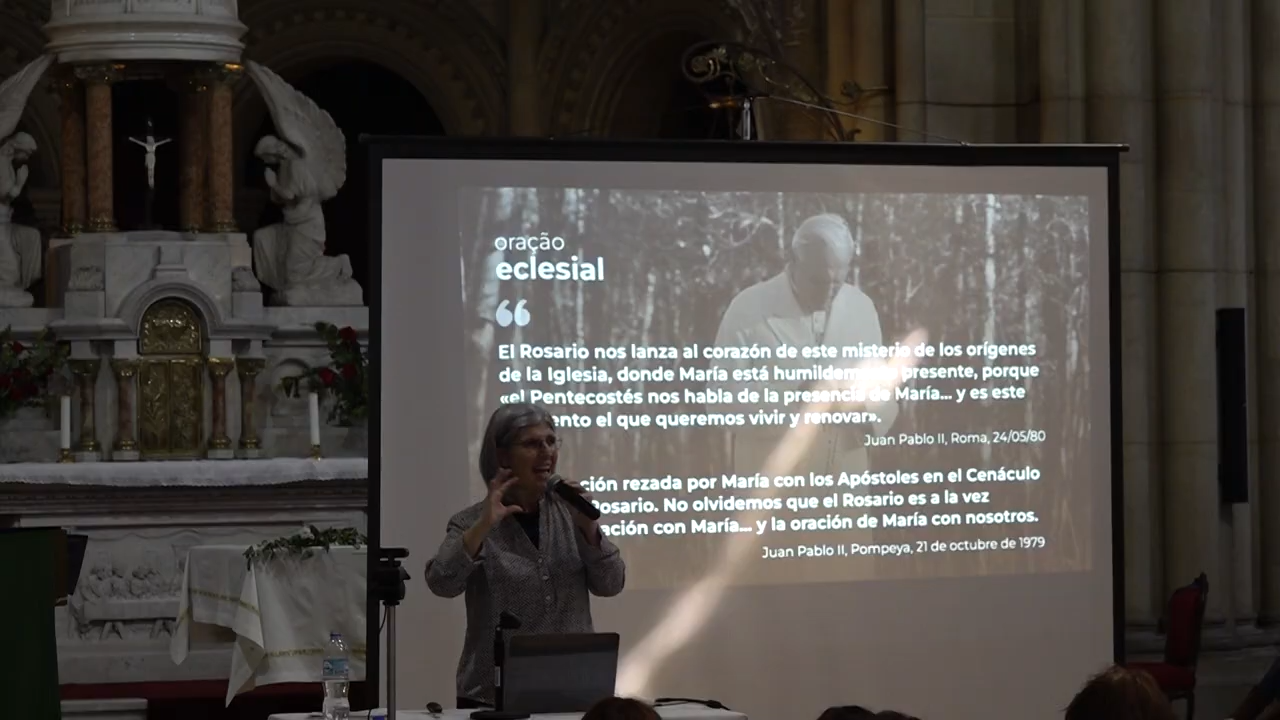 oração
eclesial
“
El Rosario nos lanza al corazón de este misterio de los orígenes
de la Iglesia, donde María está humildem presente, porque
«el Pentecostés nos habla de la presencia de María... y es este
ento el que queremos vivir y renovar».
Juan Pablo II, Roma, 24/05/80
ción rezada por María con los Apóstoles en el Cenáculo
Rosario. No olvidemos que el Rosario es a la vez
ación con María... y la oración de María con nosotros.
Juan Pablo II, Pompeya, 21 de octubre de 1979